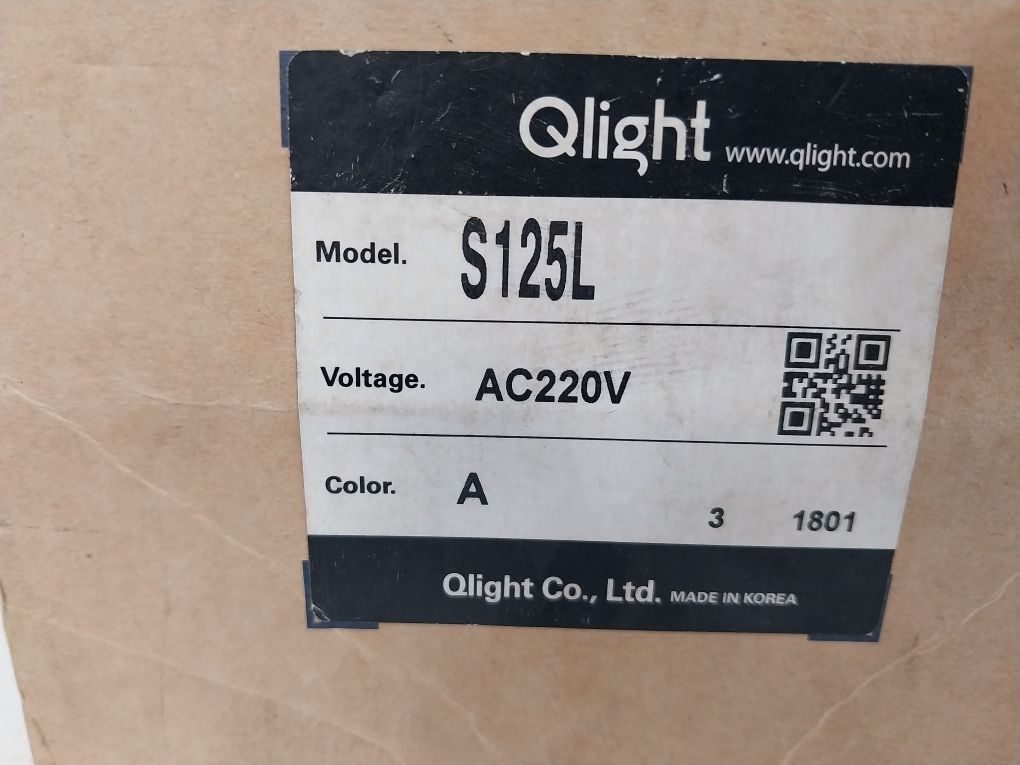 Qlight www.qlight.com
Model. S125L
Voltage. AC220V
Color. A
3 1801
Qlight Co., Ltd. MADE IN KOREA